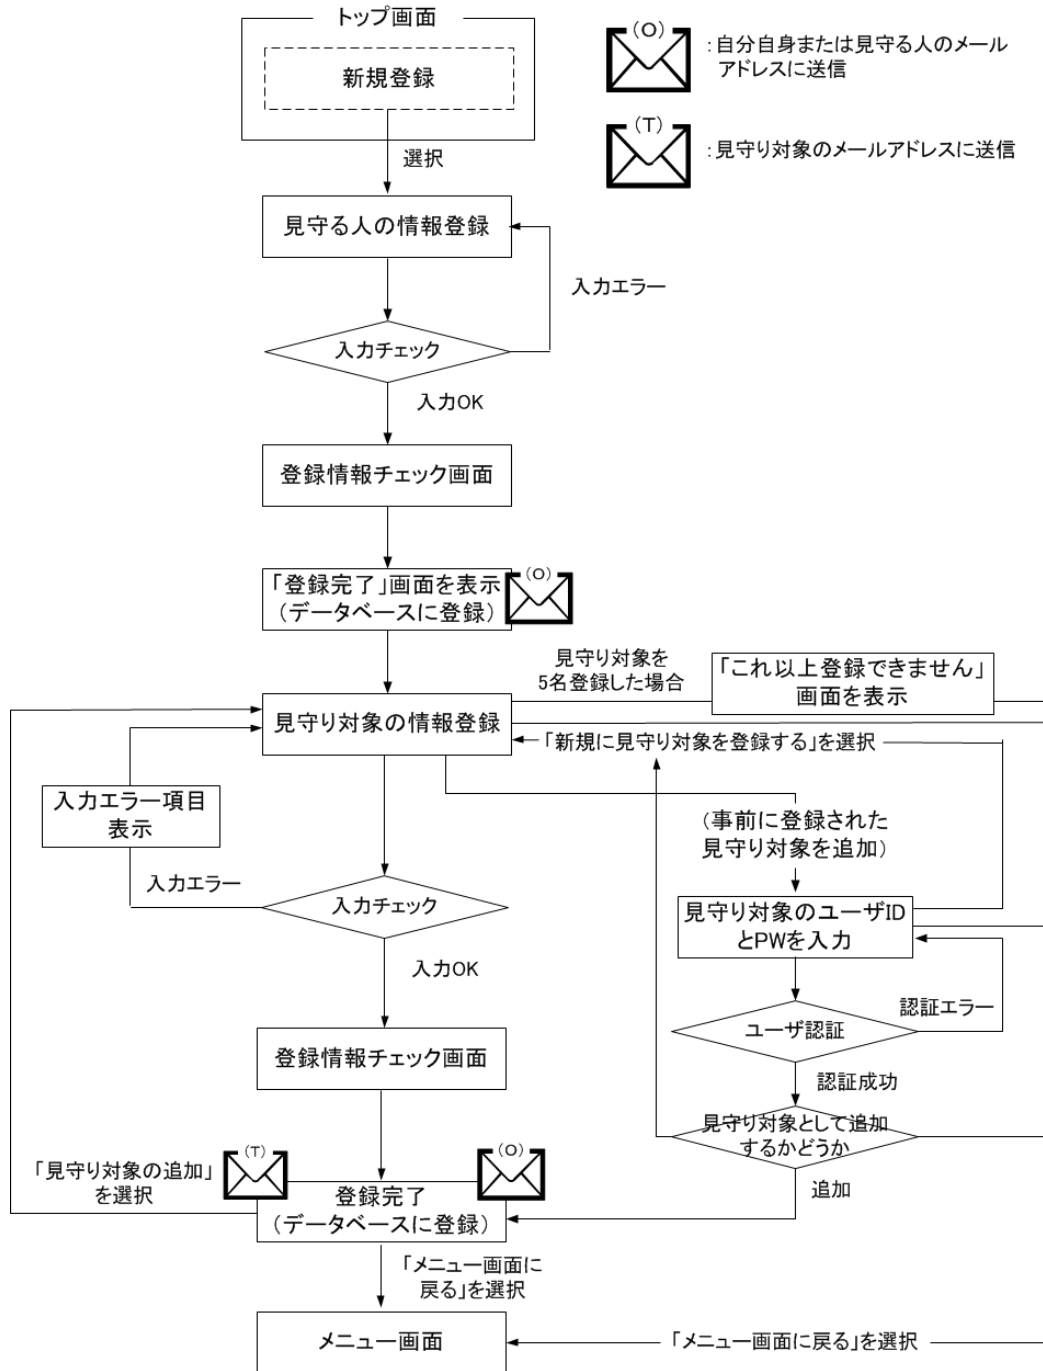 トップ画面
新規登録
選択
(O)
：自分自身または見守る人のメール
アドレスに送信
(T)
：見守り対象のメールアドレスに送信
見守る人の情報登録
入力エラー
入力チェック
入力OK
登録情報チェック画面
「登録完了」画面を表示
（データベースに登録）
(O)
見守り対象を
5名登録した場合
「これ以上登録できません」
画面を表示
見守り対象の情報登録
「新規に見守り対象を登録する」を選択
入力エラー項目
表示
（事前に登録された
見守り対象を追加）
入力エラー
入力チェック
見守り対象のユーザID
とPWを入力
入力OK
認証エラー
ユーザ認証
登録情報チェック画面
認証成功
見守り対象として追加
するかどうか
「見守り対象の追加」
を選択
(T)
(O)
登録完了
（データベースに登録）
追加
「メニュー画面に
戻る」を選択
メニュー画面
「メニュー画面に戻る」を選択